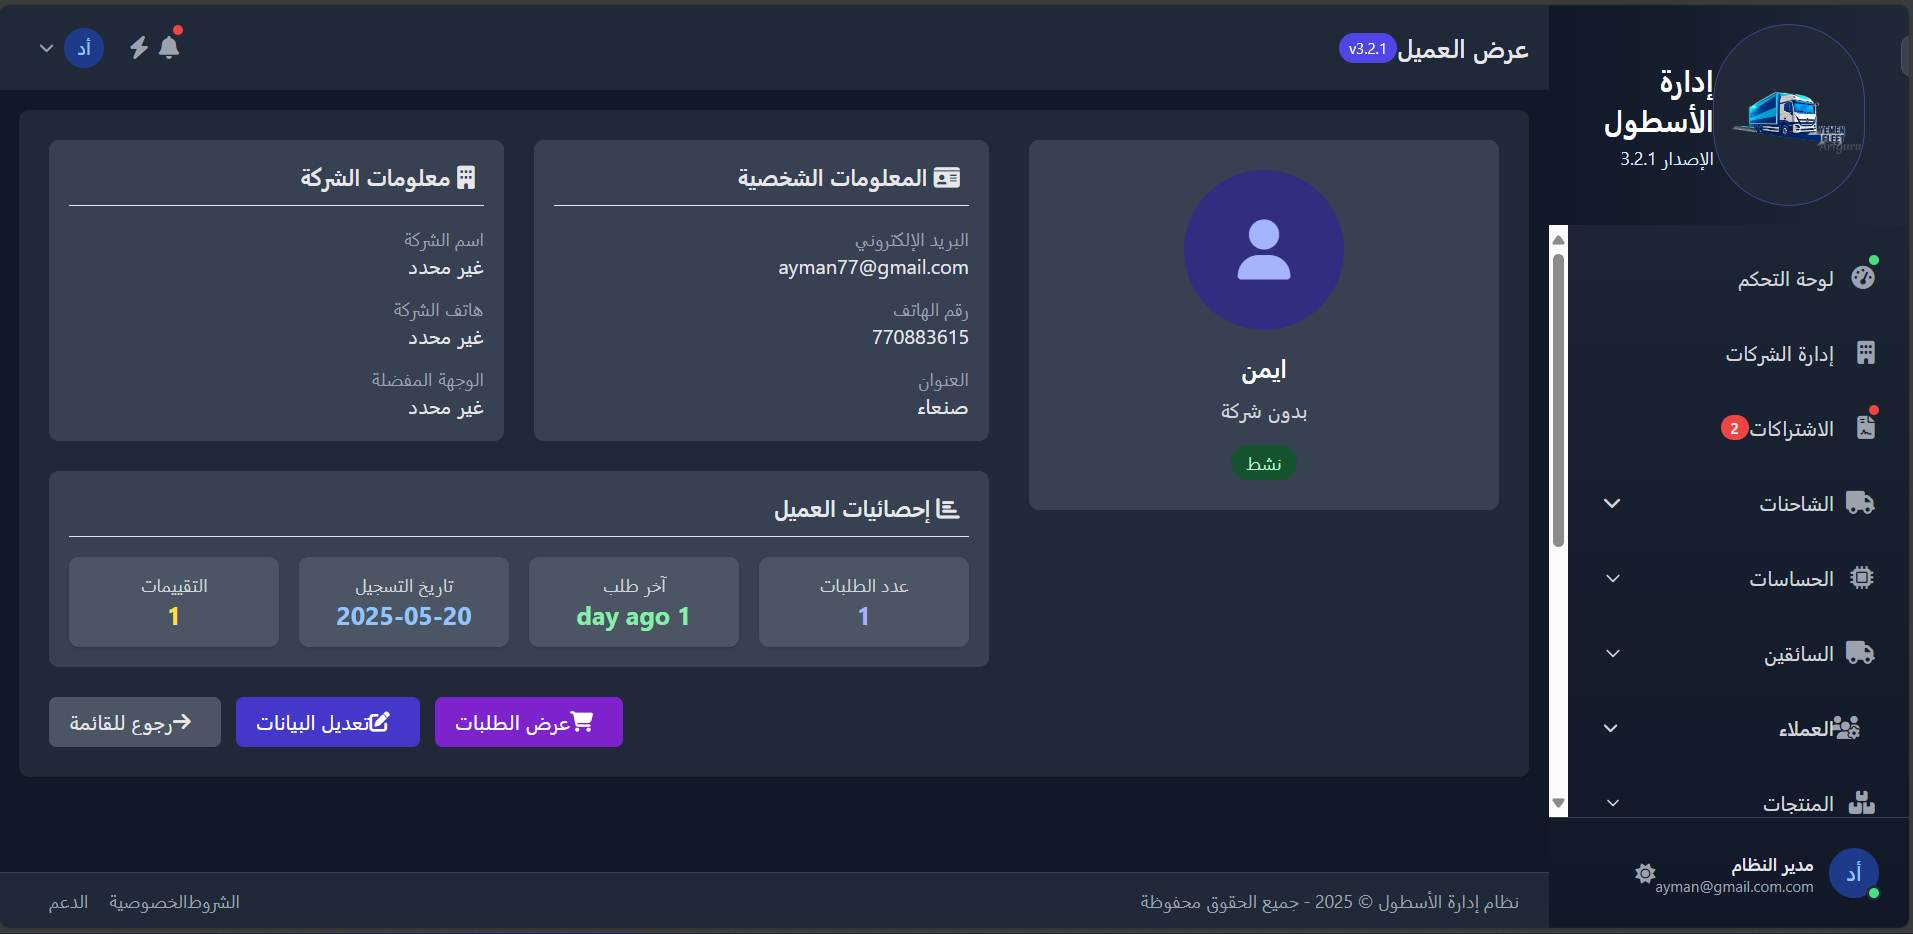 إدارة
الأسطول
الإصدار 3.2.1
YEMEN
FLEET
Artguru
لوحة التحكم
إدارة الشركات
الاشتراكات 2
الشاحنات
الحساسات
السائقين
العملاء
المنتجات
أد
مدير النظام
ayman@gmail.com.com
عرض العميل v3.2.1
أد
ايمن
بدون شركة
نشط
المعلومات الشخصية
البريد الإلكتروني
ayman77@gmail.com
رقم الهاتف
770883615
العنوان
صنعاء
معلومات الشركة
اسم الشركة
غير محدد
هاتف الشركة
غير محدد
الوجهة المفضلة
غير محدد
إحصائيات العميل
عدد الطلبات
1
آخر طلب
1 day ago
تاريخ التسجيل
2025-05-20
التقييمات
1
عرض الطلبات
تعديل البيانات
رجوع للقائمة
نظام إدارة الأسطول © 2025 - جميع الحقوق محفوظة
الشروط الخصوصية الدعم